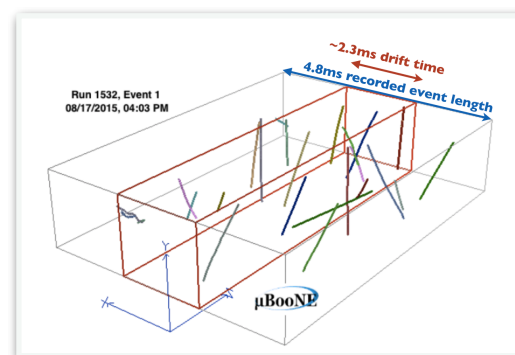 ~2.3ms drift time
4.8ms recorded event length
Run 1532, Event 1
08/17/2015, 04:03 PM
Y
X
Z
µBooNE